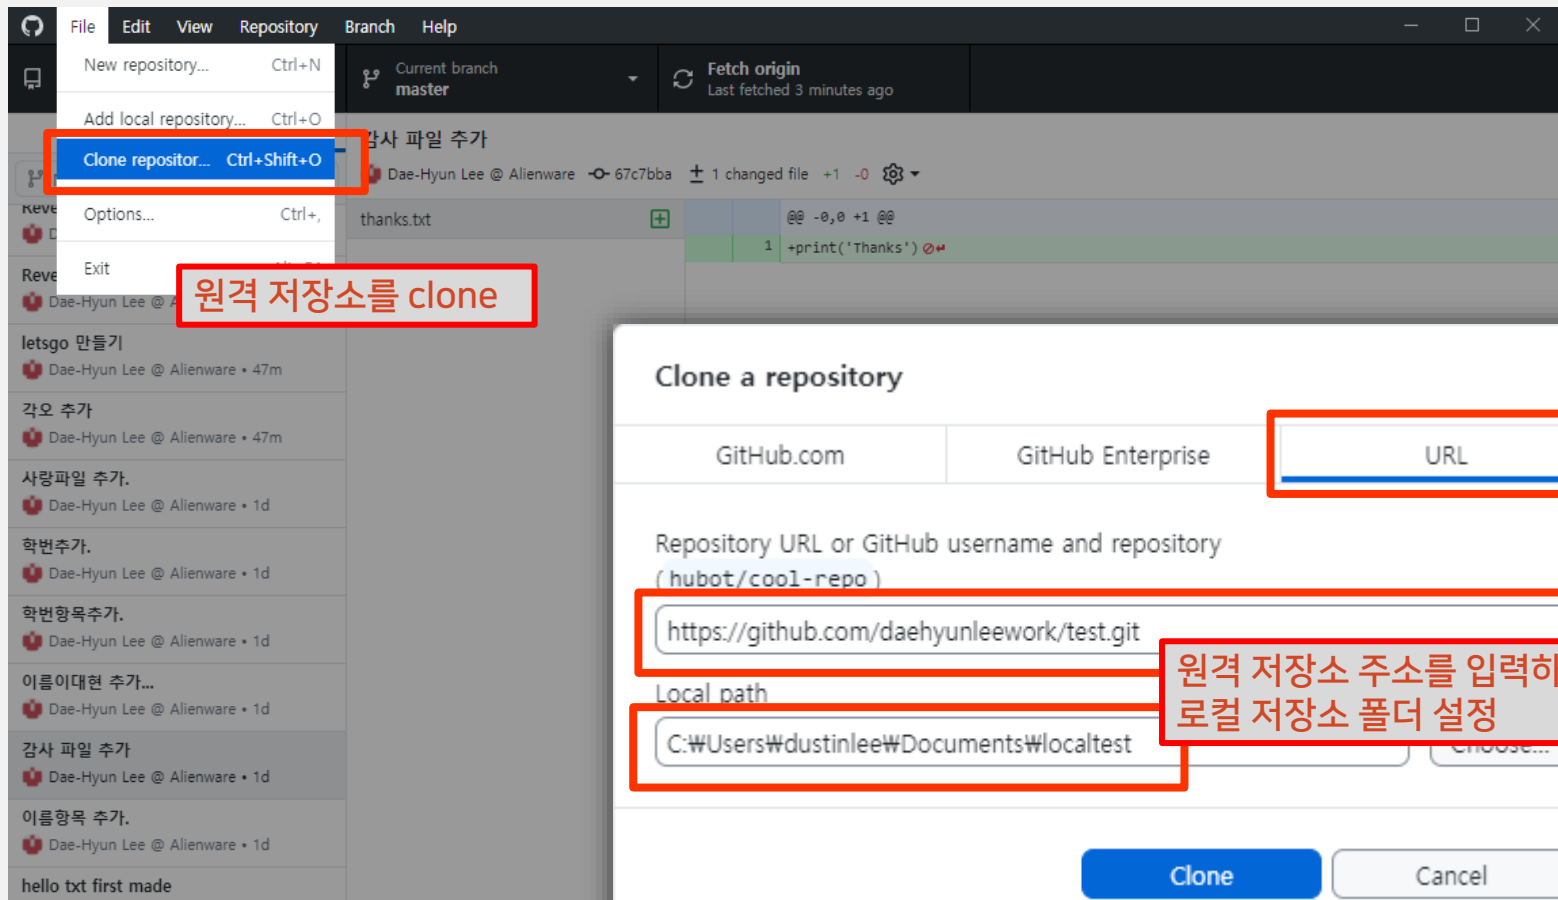 File Edit View Repository Branch Help
New repository... Ctrl+N
Add local repository... Ctrl+O
Clone repositor... Ctrl+Shift+O
Options... Ctrl+,
Exit
Current branch
master
Fetch origin
Last fetched 3 minutes ago
감사 파일 추가
Dae-Hyun Lee @ Alienware 67c7bba 1 changed file +1 -0
thanks.txt
@@ -0,0 +1 @@
1 +print('Thanks')
원격 저장소를 clone
Reve
Reve
Dae-Hyun Lee @
letsgo 만들기
Dae-Hyun Lee @ Alienware • 47m
각오 추가
Dae-Hyun Lee @ Alienware • 47m
사랑파일 추가.
Dae-Hyun Lee @ Alienware • 1d
학번추가.
Dae-Hyun Lee @ Alienware • 1d
학번항목추가.
Dae-Hyun Lee @ Alienware • 1d
이름이대현 추가...
Dae-Hyun Lee @ Alienware • 1d
감사 파일 추가
Dae-Hyun Lee @ Alienware • 1d
이름항목 추가.
Dae-Hyun Lee @ Alienware • 1d
hello txt first made
Clone a repository
GitHub.com GitHub Enterprise URL
Repository URL or GitHub username and repository
(hubot/cool-repo)
https://github.com/daehyunleework/test.git
원격 저장소 주소를 입력하
로컬 저장소 폴더 설정
Local path
C:₩Users₩dustinlee₩Documents₩localtest
Choose...
Clone Cancel